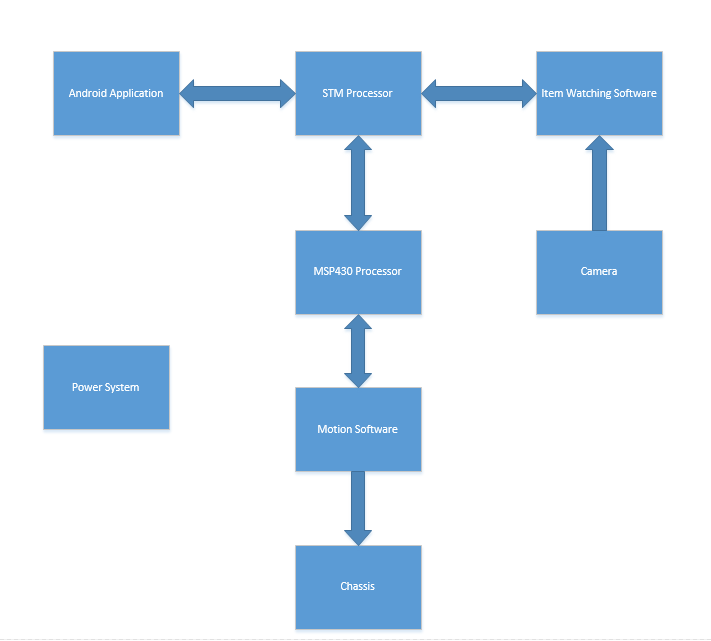 Android Application
STM Processor
Item Watching Software
MSP430 Processor
Camera
Power System
Motion Software
Chassis